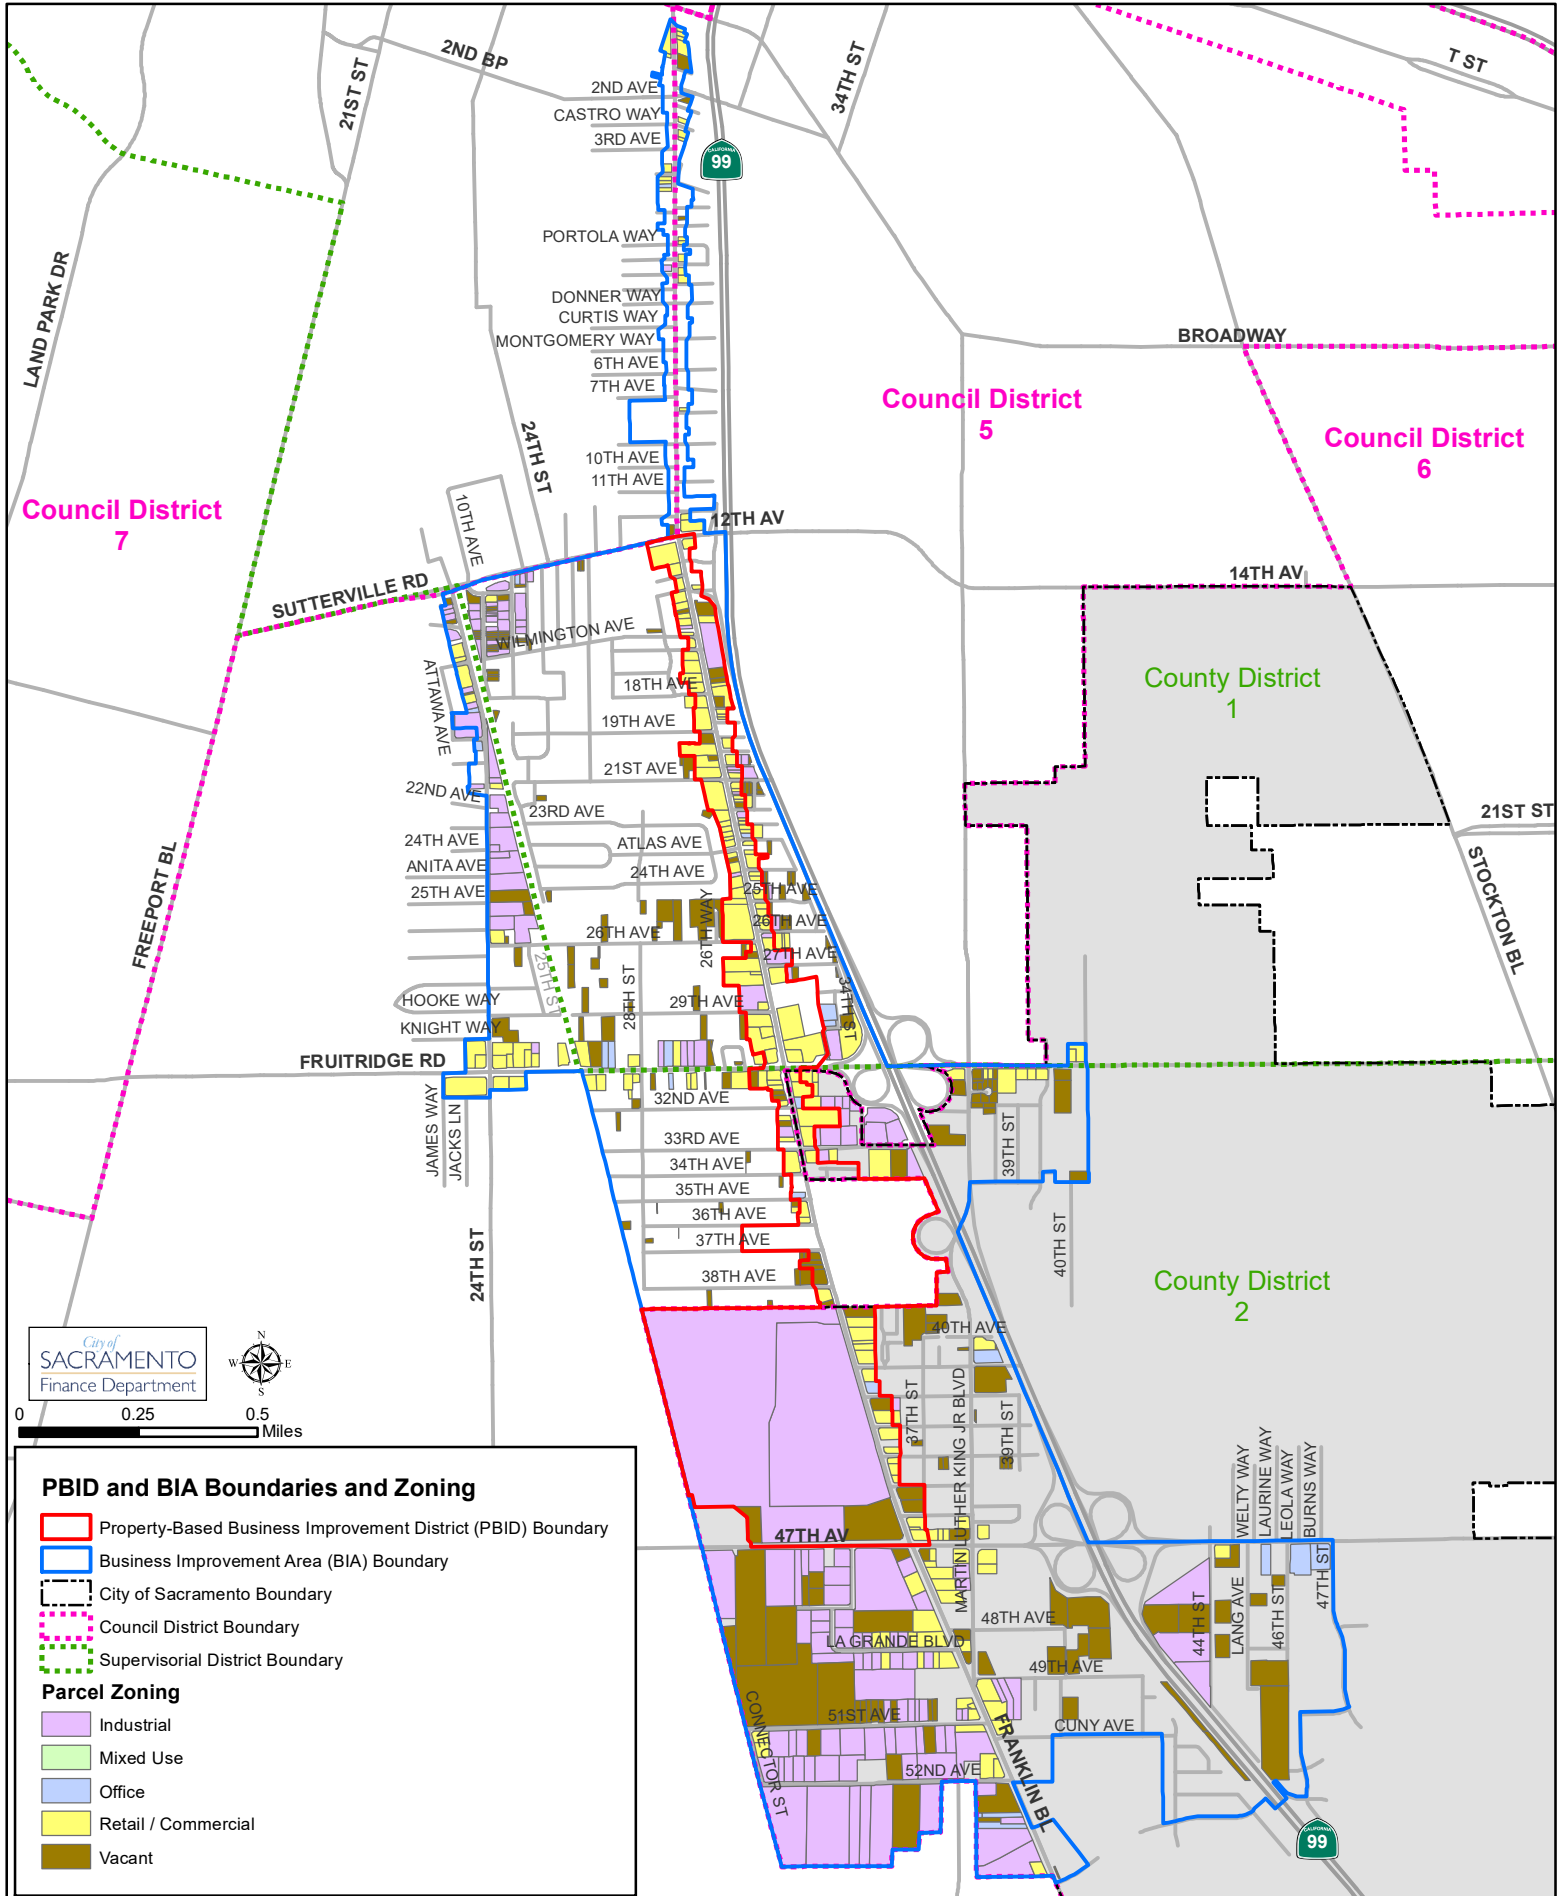 2ND BP
21ST ST
34TH ST
T ST
2ND AVE
CASTRO WAY
3RD AVE
CALIFORNIA
99
PORTOLA WAY
LAND PARK DR
DONNER WAY
CURTIS WAY
MONTGOMERY WAY
6TH AVE
7TH AVE
BROADWAY
Council District
5
Council District
6
24TH ST
10TH AVE
11TH AVE
Council District
7
10TH AVE
12TH AV
14TH AV
SUTTERVILLE RD
WILMINGTON AVE
ATTAWA AVE
18TH AVE
County District
1
19TH AVE
21ST AVE
22ND AVE
23RD AVE
21ST ST
24TH AVE
ATLAS AVE
ANITA AVE
24TH AVE
25TH AVE
25TH AVE
FREEPORT BL
STOCKTON BL
26TH WAY
26TH AVE
26TH AVE
27TH AVE
25TH ST
28TH ST
34TH ST
HOOKE WAY
29TH AVE
KNIGHT WAY
FRUITRIDGE RD
32ND AVE
JAMES WAY
JACKS LN
33RD AVE
39TH ST
34TH AVE
35TH AVE
36TH AVE
37TH AVE
40TH ST
24TH ST
38TH AVE
County District
2
City of
SACRAMENTO
Finance Department
N
W
E
S
40TH AVE
37TH ST
MARTIN LUTHER KING JR BLVD
39TH ST
0
0.25
0.5
Miles
WELTY WAY
LAURINE WAY
LEOLA WAY
BURNS WAY
47TH AV
44TH ST
LANG AVE
46TH ST
47TH ST
48TH AVE
LA GRANDE BLVD
49TH AVE
CONNECTOR ST
51ST AVE
FRANKLIN BL
CUNY AVE
52ND AVE
CALIFORNIA
99
PBID and BIA Boundaries and Zoning
Property-Based Business Improvement District (PBID) Boundary
Business Improvement Area (BIA) Boundary
City of Sacramento Boundary
Council District Boundary
Supervisorial District Boundary
Parcel Zoning
Industrial
Mixed Use
Office
Retail / Commercial
Vacant